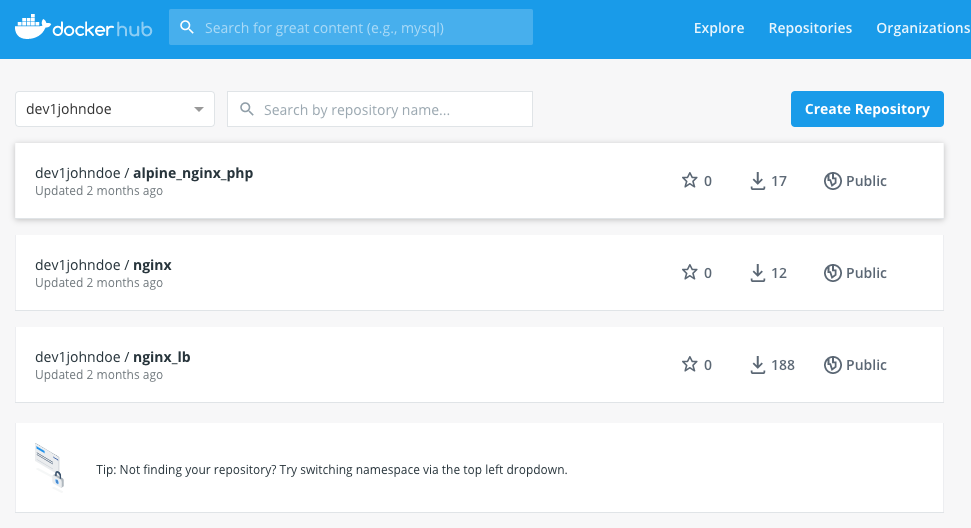 dockerhub Search for great content (e.g., mysql) Explore Repositories Organizations
dev1johndoe Search by repository name... Create Repository
dev1johndoe / alpine_nginx_php 0 17 Public
Updated 2 months ago
dev1johndoe / nginx 0 12 Public
Updated 2 months ago
dev1johndoe / nginx_lb 0 188 Public
Updated 2 months ago
Tip: Not finding your repository? Try switching namespace via the top left dropdown.